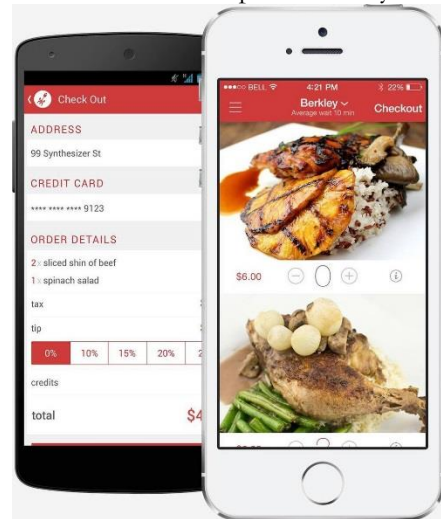 Check Out
ADDRESS
99 Synthesizer St
CREDIT CARD
**** **** **** 9123
ORDER DETAILS
2 x sliced shin of beef
1 x spinach salad
tax
tip
0% 10% 15% 20%
credits
total $4
BELL 4:21 PM 22%
Berkley
Average wait 10 min
Checkout
$6.00 0